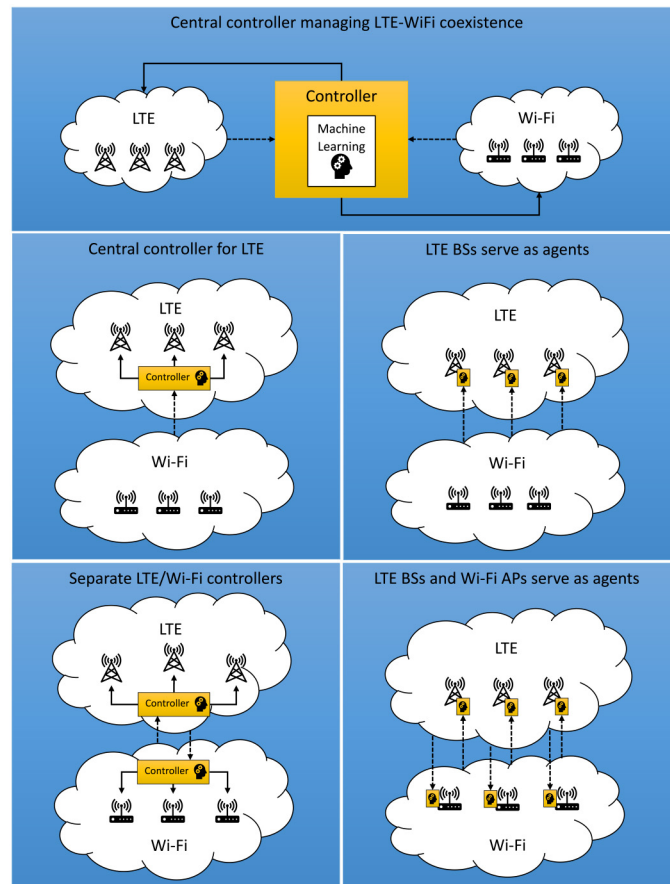 Central controller managing LTE-WiFi coexistence
LTE
Controller
Machine
Learning
Wi-Fi
Central controller for LTE
LTE
Controller
Wi-Fi
LTE BSs serve as agents
LTE
Wi-Fi
Separate LTE/Wi-Fi controllers
LTE
Controller
Controller
Wi-Fi
LTE BSs and Wi-Fi APs serve as agents
LTE
Wi-Fi